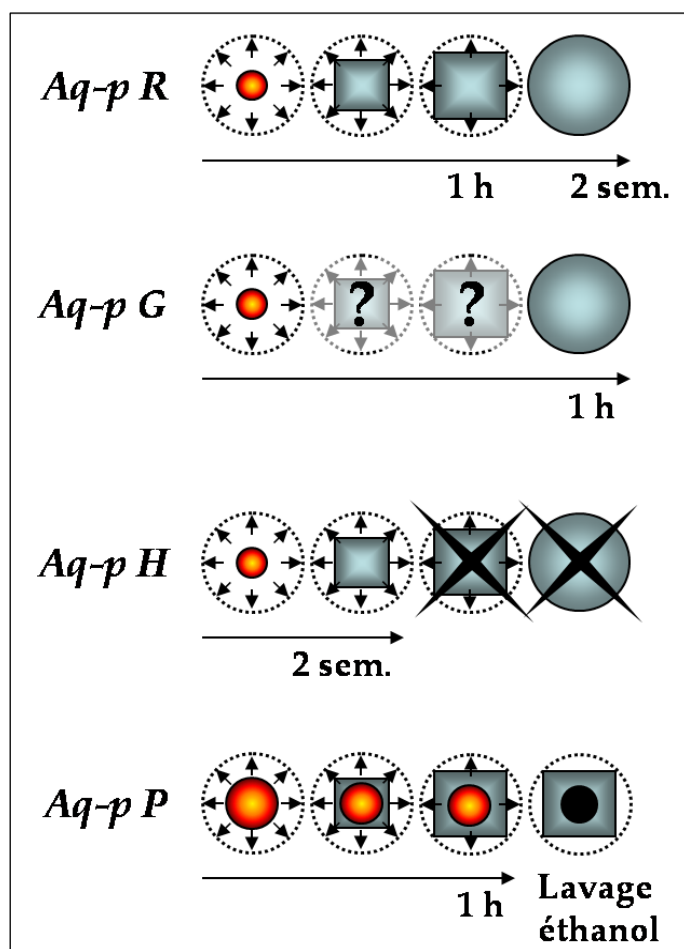 Aq-p R
1 h 2 sem.
Aq-p G
? ?
1 h
Aq-p H
2 sem.
Aq-p P
1 h Lavage
éthanol